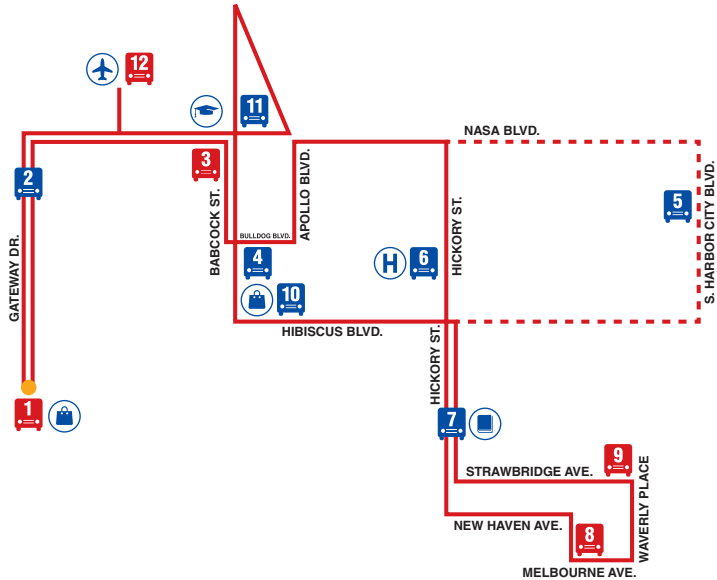 12
11
NASA BLVD.
3
2
APOLLO BLVD.
BABCOCK ST.
HICKORY ST.
5
S. HARBOR CITY BLVD.
BULLDOG BLVD.
GATEWAY DR.
4
H
6
10
HIBISCUS BLVD.
HICKORY ST.
1
7
9
STRAWBRIDGE AVE.
WAVERLY PLACE
NEW HAVEN AVE.
8
MELBOURNE AVE.